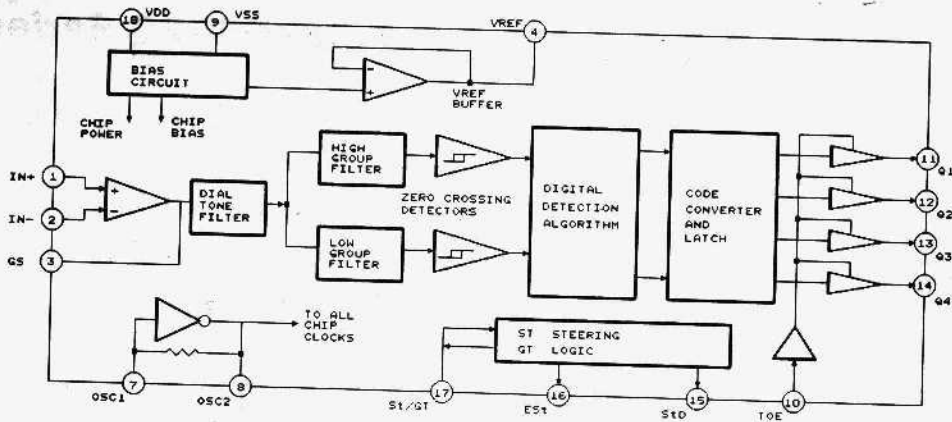 18 VDD 9 VSS VREF 4
BIAS
CIRCUIT
-
+
VREF
BUFFER
CHIP
POWER
CHIP
BIAS
IN+ 1
IN- 2
GS 3
+
-
DIAL
TONE
FILTER
HIGH
GROUP
FILTER
LOW
GROUP
FILTER
ZERO CROSSING
DETECTORS
DIGITAL
DETECTION
ALGORITHM
CODE
CONVERTER
AND
LATCH
11 Q1
12 Q2
13 Q3
14 Q4
TO ALL
CHIP
CLOCKS
ST STEERING
GT LOGIC
7 OSC1
8 OSC2
17 St/GT
16 ESt
15 StD
10 TOE